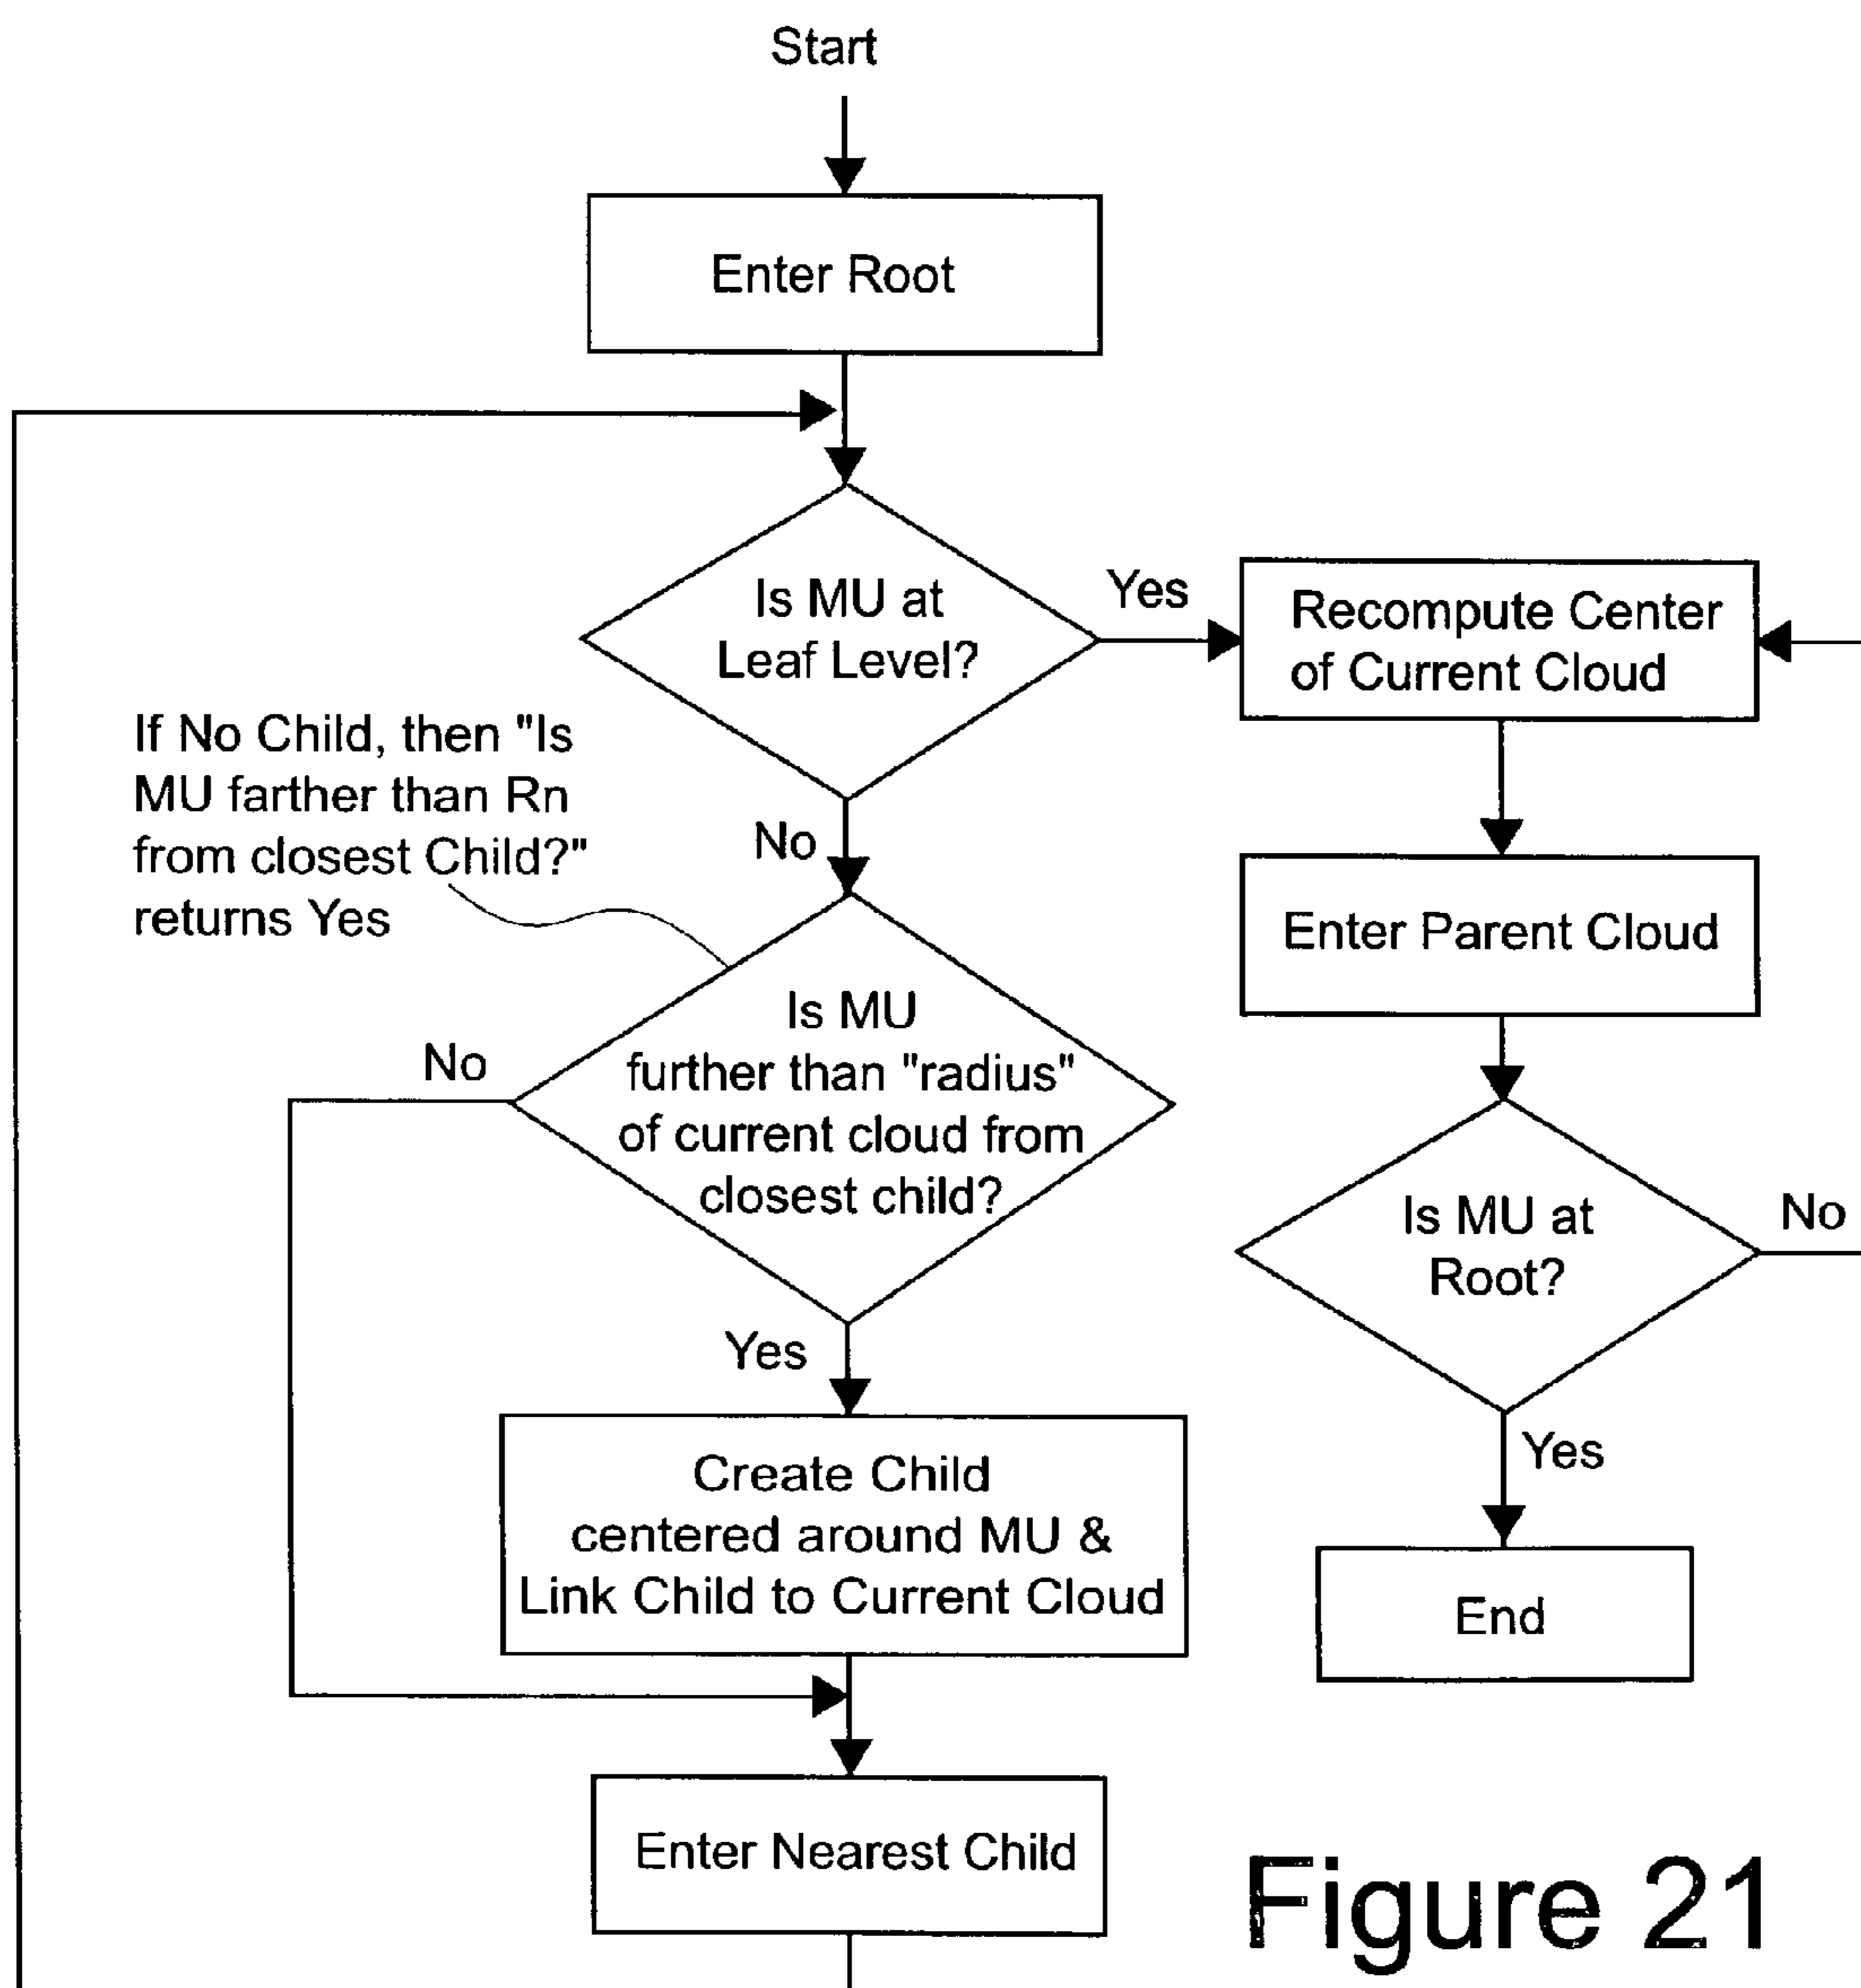 Start
Enter Root
Is MU at
Leaf Level?
Yes
Recompute Center
of Current Cloud
If No Child, then "Is
MU farther than Rn
from closest Child?"
returns Yes
No
Enter Parent Cloud
Is MU
further than "radius"
of current cloud from
closest child?
No
Is MU at
Root?
No
Yes
Create Child
centered around MU &
Link Child to Current Cloud
Yes
End
Enter Nearest Child
Figure 21